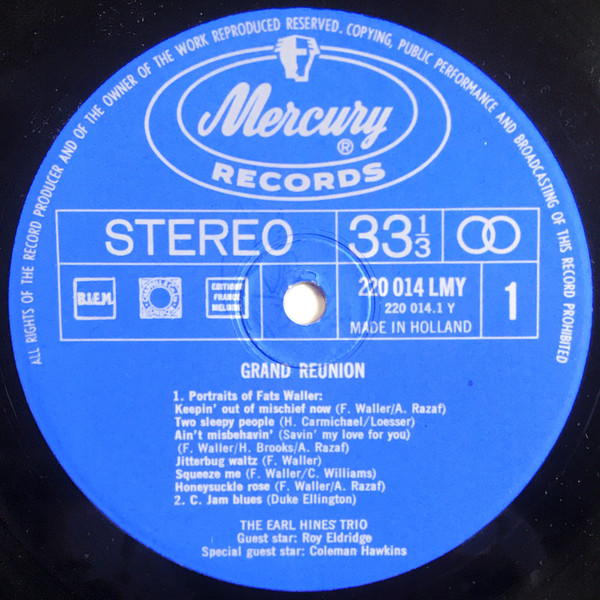 ALL RIGHTS OF THE RECORD PRODUCER AND OF THE OWNER OF THE WORK REPRODUCED RESERVED. COPYING, PUBLIC PERFORMANCE AND BROADCASTING OF THIS RECORD PROHIBITED
Mercury®
RECORDS
STEREO 33⅓
B.I.E.M. EDITIONS FRANCE MELODIE 220 014 LMY 1
220 014.1 Y
MADE IN HOLLAND
GRAND REUNION
1. Portraits of Fats Waller:
Keepin' out of mischief now (F. Waller/A. Razaf)
Two sleepy people (H. Carmichael/Loesser)
Ain't misbehavin' (Savin' my love for you)
(F. Waller/H. Brooks/A. Razaf)
Jitterbug waltz (F. Waller)
Squeeze me (F. Waller/C. Williams)
Honeysuckle rose (F. Waller/A. Razaf)
2. C. Jam blues (Duke Ellington)
THE EARL HINES' TRIO
Guest star: Roy Eldridge
Special guest star: Coleman Hawkins